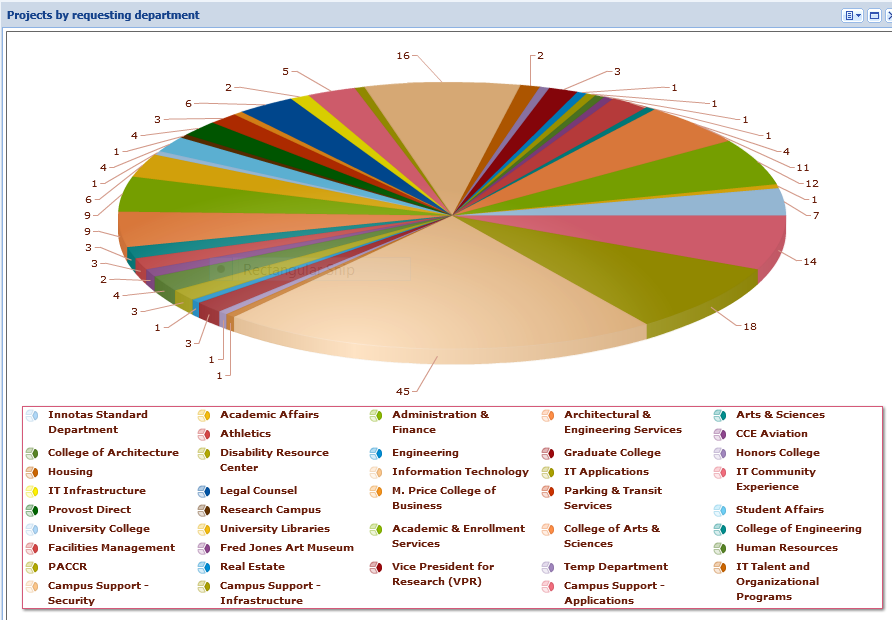 Projects by requesting department
16
2
5
3
2
1
6
1
3
1
4
1
1
4
4
11
1
12
6
1
9
7
9
3
14
3
2
4
3
18
1
3
1
1
45
Rectangular Snip
Innotas Standard Department
Academic Affairs
Administration & Finance
Architectural & Engineering Services
Arts & Sciences
Athletics
CCE Aviation
College of Architecture
Disability Resource Center
Engineering
Graduate College
Honors College
Housing
Information Technology
IT Applications
IT Community Experience
IT Infrastructure
Legal Counsel
M. Price College of Business
Parking & Transit Services
Provost Direct
Research Campus
Student Affairs
University College
University Libraries
Academic & Enrollment Services
College of Arts & Sciences
College of Engineering
Facilities Management
Fred Jones Art Museum
Human Resources
PACCR
Real Estate
Vice President for Research (VPR)
Temp Department
IT Talent and Organizational Programs
Campus Support - Security
Campus Support - Infrastructure
Campus Support - Applications